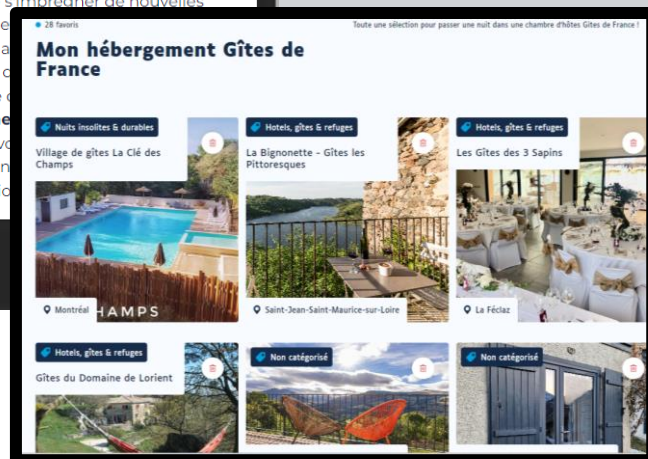 s'imprégner de nouvelles
28 favoris
Toute une sélection pour passer une nuit dans une chambre d'hôtes Gites de France !
Mon hébergement Gîtes de
France
Nuits insolites & durables
Village de gîtes La Clé des
Champs
HAMPS
Montréal
Hotels, gîtes & refuges
La Bignonette - Gîtes les
Pittoresques
Saint-Jean-Saint-Maurice-sur-Loire
Hotels, gîtes & refuges
Les Gîtes des 3 Sapins
La Féclaz
Hotels, gîtes & refuges
Gîtes du Domaine de Lorient
Non catégorisé
Non catégorisé